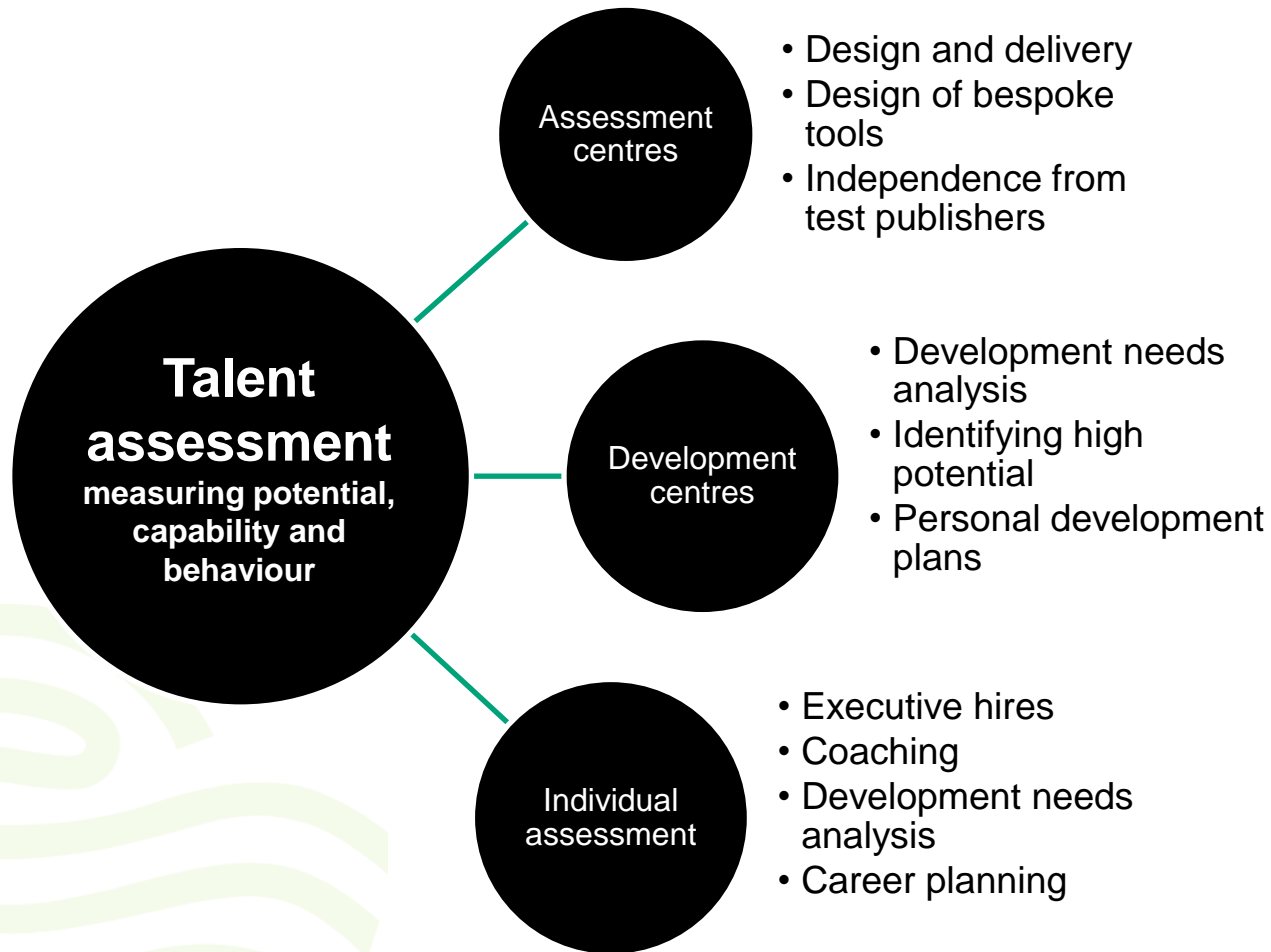 Talent
assessment
measuring potential,
capability and
behaviour
Assessment
centres
• Design and delivery
• Design of bespoke
tools
• Independence from
test publishers
Development
centres
• Development needs
analysis
• Identifying high
potential
• Personal development
plans
Individual
assessment
• Executive hires
• Coaching
• Development needs
analysis
• Career planning